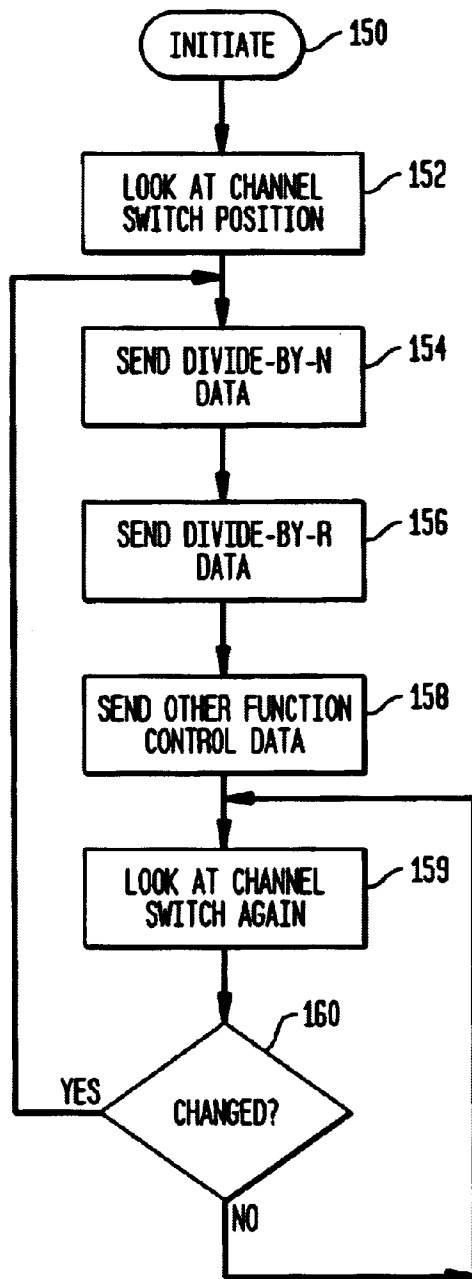 INITIATE
150
LOOK AT CHANNEL
SWITCH POSITION
152
SEND DIVIDE-BY-N
DATA
154
SEND DIVIDE-BY-R
DATA
156
SEND OTHER FUNCTION
CONTROL DATA
158
LOOK AT CHANNEL
SWITCH AGAIN
159
160
YES
CHANGED?
NO